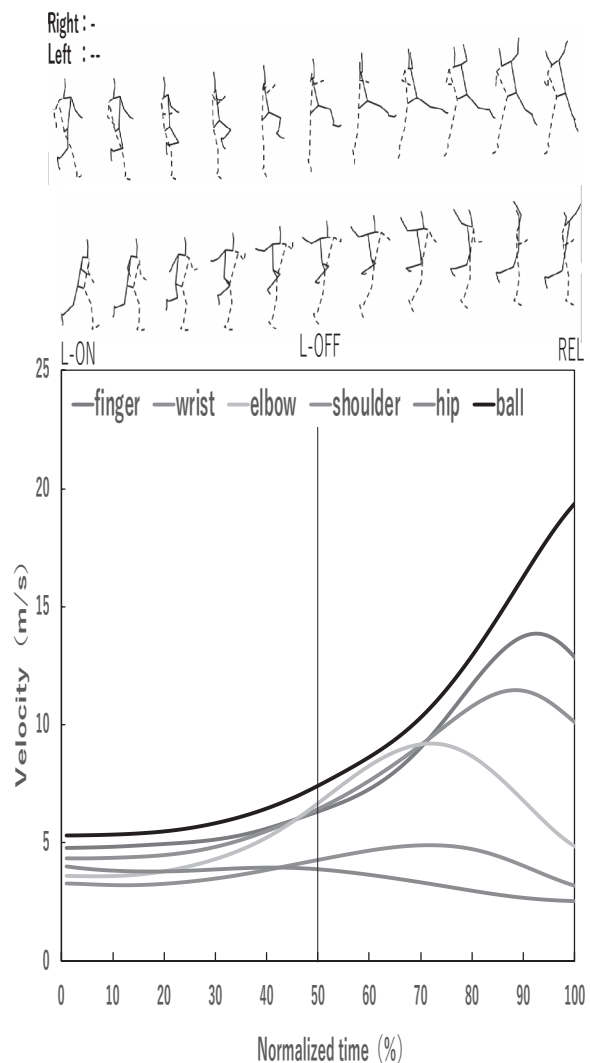 Right : -
Left : --
L-ON L-OFF REL
finger wrist elbow shoulder hip ball
25
20
15
10
5
0
Velocity (m/s)
0 10 20 30 40 50 60 70 80 90 100
Normalized time (%)